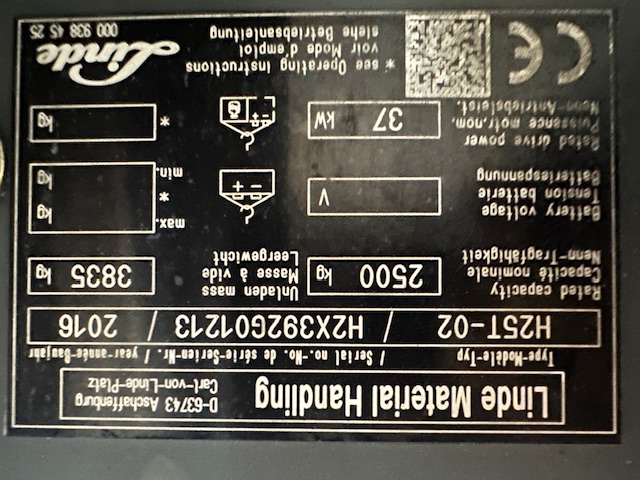 Linde Material Handling
D-63743 Aschaffenburg
Carl-von-Linde-Platz
Type-Modèle-Typ / Serial no.-No. de série-Serien-Nr. / year-année-Baujahr
H25T-02 / H2X392G01213 / 2016
Rated capacity
Capacité nominale
Nenn-Tragfähigkeit
2500 kg
Unladen mass
Masse à vide
Leergewicht
3835 kg
Battery voltage
Tension batterie
Batteriespannung
V
- +
max.
*
min.
kg
kg
Rated drive power
Puissance motr.nom.
Nenn-Antriebsleist.
37 kW
- +
*
kg
CE
* see Operating instructions
voir Mode d'emploi
siehe Betriebsanleitung
Linde
000 938 45 25